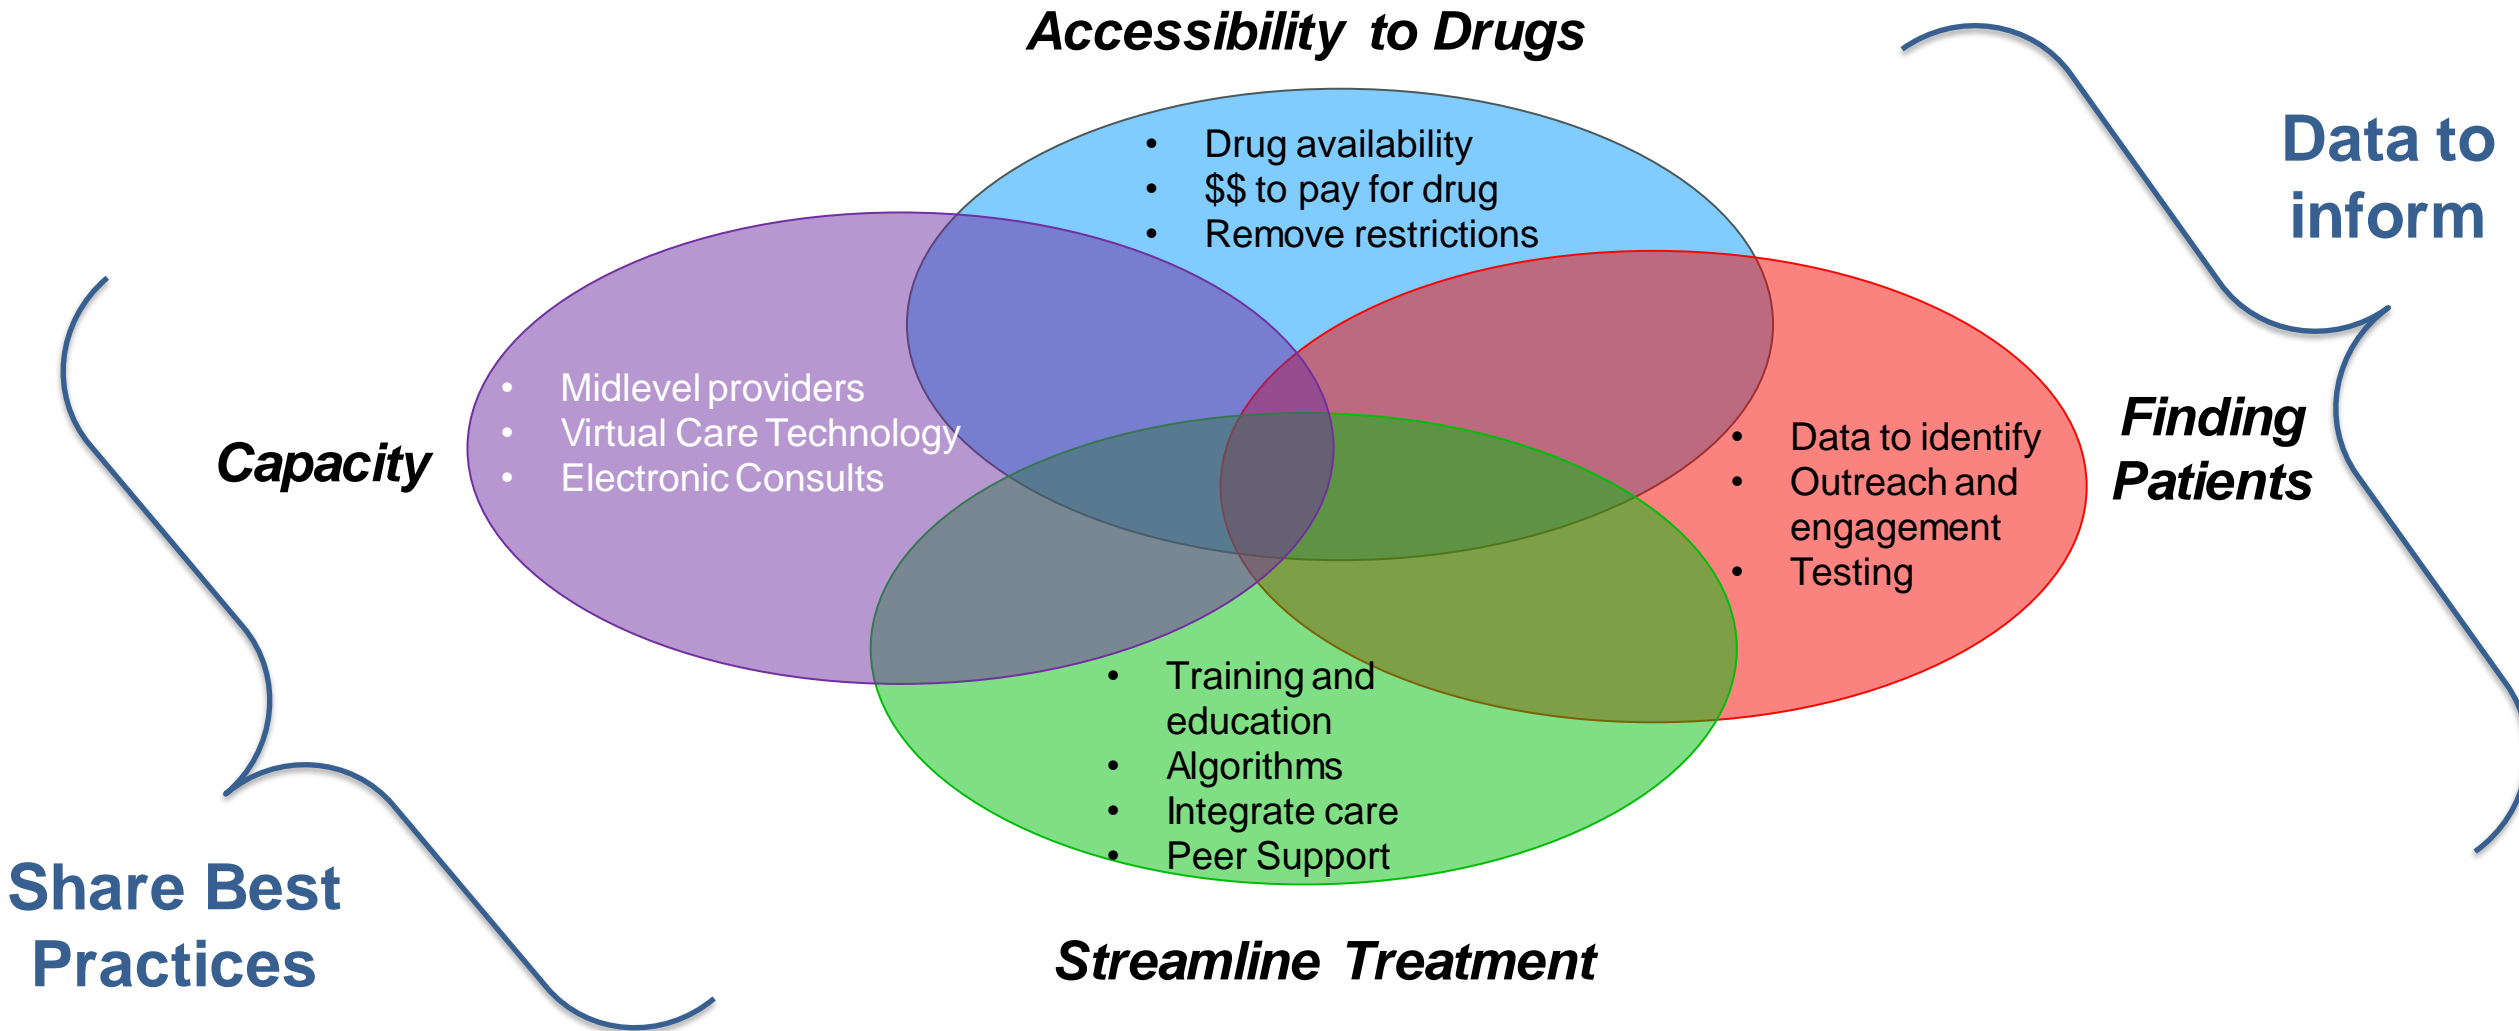 Accessibility to Drugs
• Drug availability
• $$ to pay for drug
• Remove restrictions
Data to
inform
Capacity
• Midlevel providers
• Virtual Care Technology
• Electronic Consults
• Data to identify
• Outreach and
engagement
• Testing
Finding
Patients
• Training and
education
• Algorithms
• Integrate care
• Peer Support
Share Best
Practices
Streamline Treatment